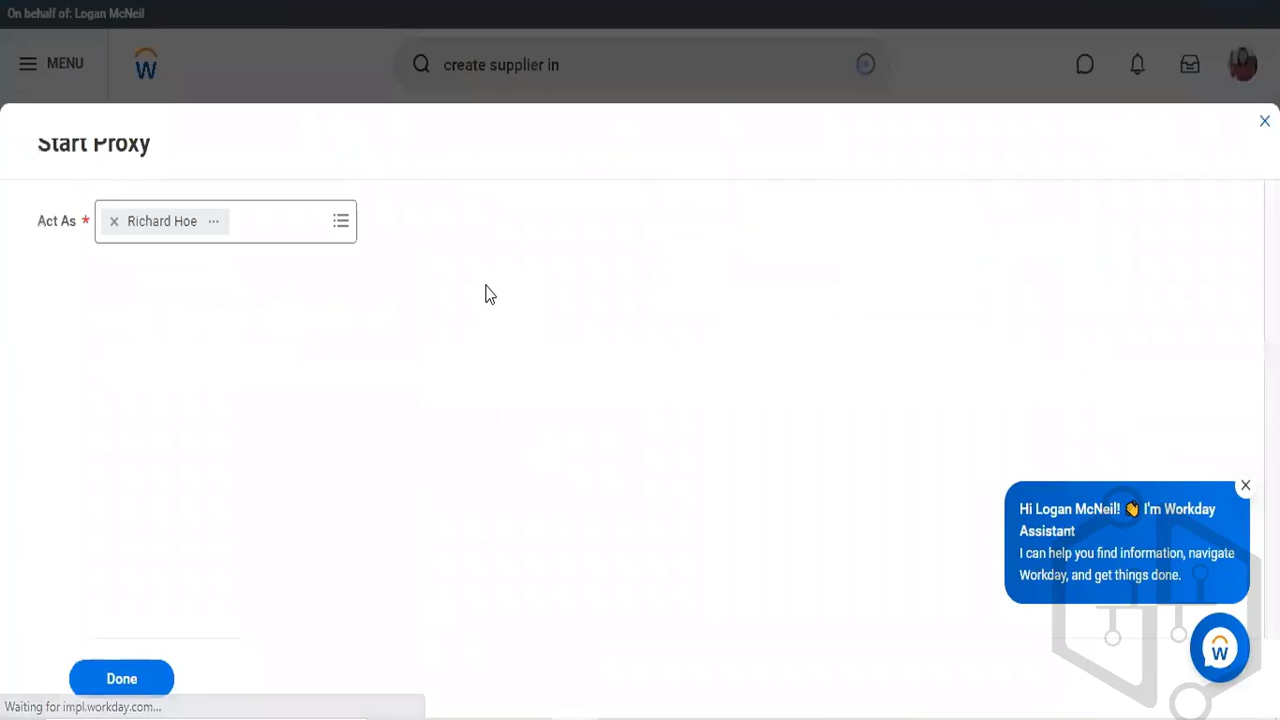 On behalf of: Logan McNeil
MENU
create supplier in
Start Proxy
Act As *
Richard Hoe
Hi Logan McNeil! 👋 I'm Workday
Assistant
I can help you find information, navigate
Workday, and get things done.
Done
Waiting for impl.workday.com...